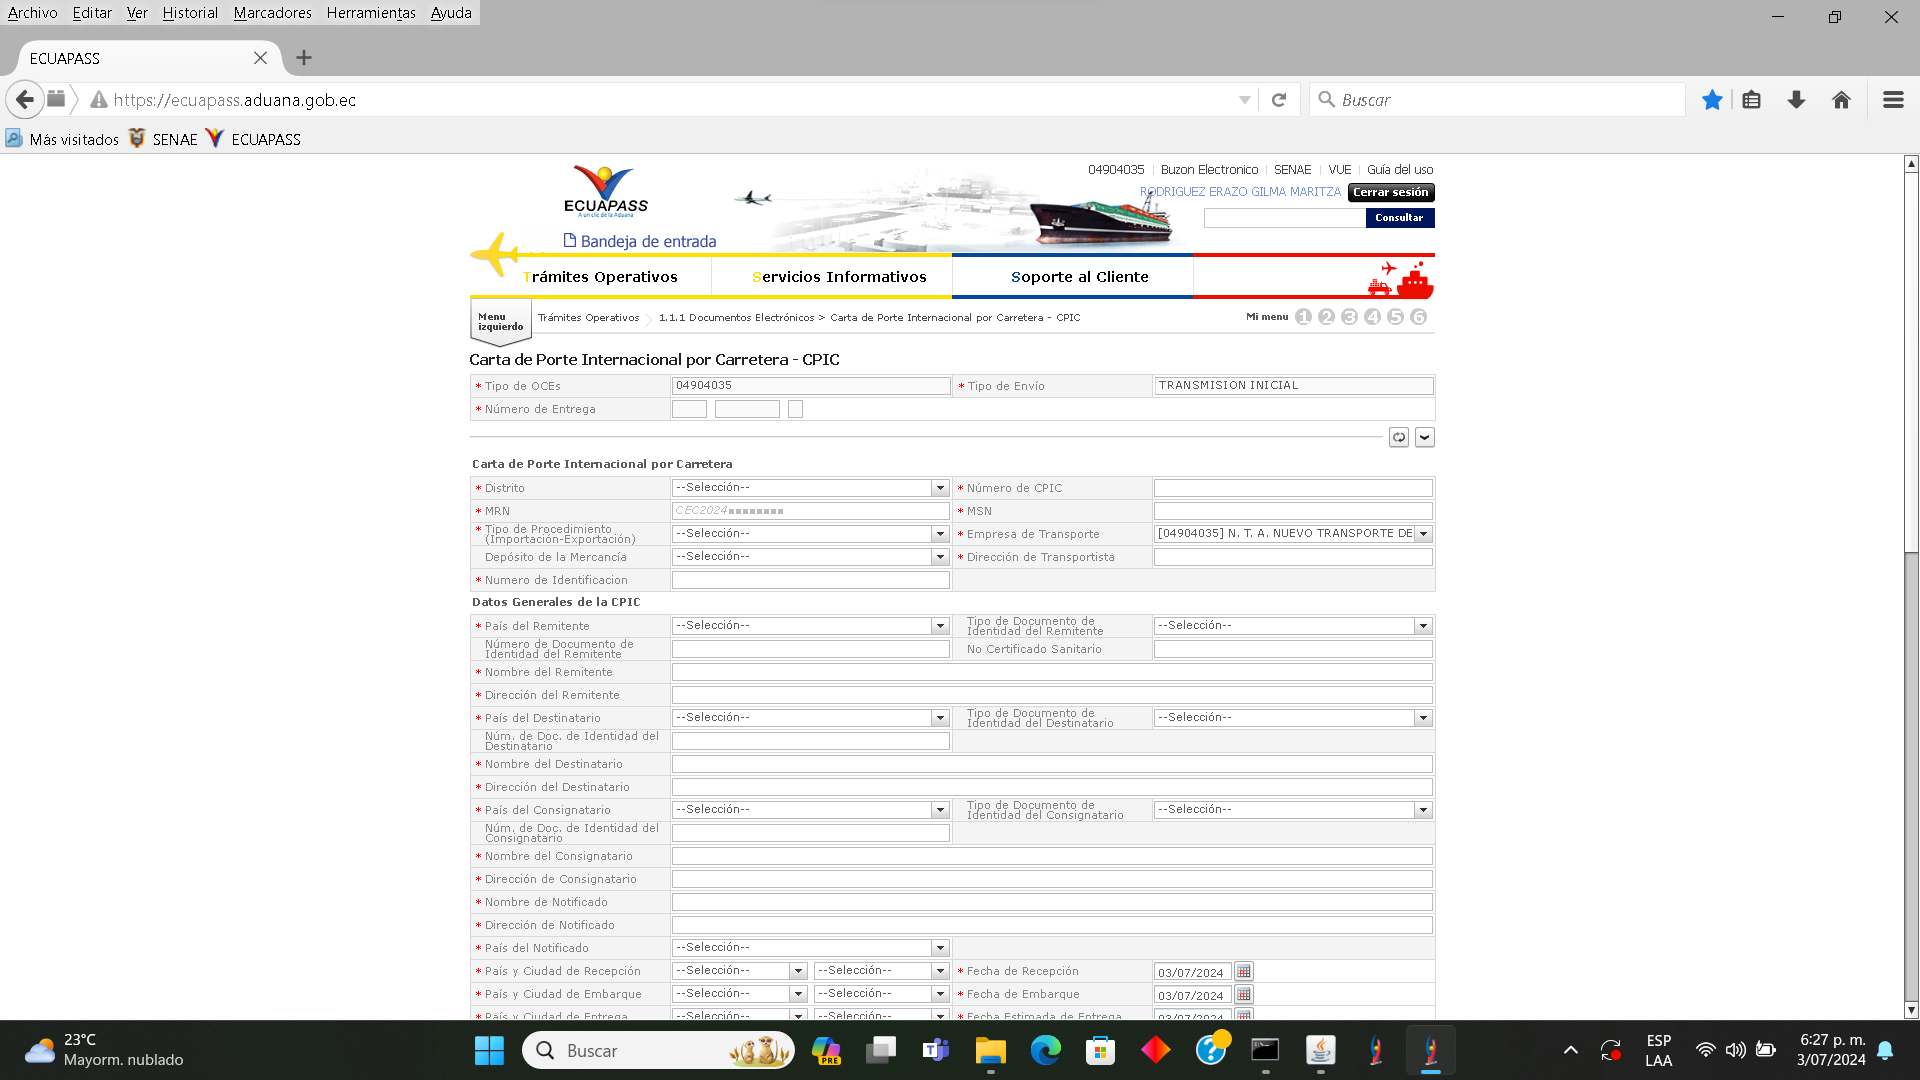 Archivo Editar Ver Historial Marcadores Herramientas Ayuda
ECUAPASS
https://ecuapass.aduana.gob.ec
Buscar
Más visitados SENAE ECUAPASS
04904035 Buzon Electronico SENAE VUE Guía del uso
RODRIGUEZ ERAZO GILMA MARITZA Cerrar sesión
ECUAPASS
A un clic de la Aduana
Consultar
Bandeja de entrada
Trámites Operativos Servicios Informativos Soporte al Cliente
Menu izquierdo
Trámites Operativos 1.1.1 Documentos Electrónicos > Carta de Porte Internacional por Carretera - CPIC
Mi menu 1 2 3 4 5 6
Carta de Porte Internacional por Carretera - CPIC
* Tipo de OCEs 04904035 * Tipo de Envío TRANSMISION INICIAL
* Número de Entrega
Carta de Porte Internacional por Carretera
* Distrito --Selección-- * Número de CPIC
* MRN CEC2024 * MSN
* Tipo de Procedimiento (Importación-Exportación) --Selección-- * Empresa de Transporte [04904035] N. T. A. NUEVO TRANSPORTE DE
Depósito de la Mercancía --Selección-- * Dirección de Transportista
* Numero de Identificacion
Datos Generales de la CPIC
* País del Remitente --Selección-- Tipo de Documento de Identidad del Remitente --Selección--
Número de Documento de Identidad del Remitente No Certificado Sanitario
* Nombre del Remitente
* Dirección del Remitente
* País del Destinatario --Selección-- Tipo de Documento de Identidad del Destinatario --Selección--
Núm. de Doc. de Identidad del Destinatario
* Nombre del Destinatario
* Dirección del Destinatario
* País del Consignatario --Selección-- Tipo de Documento de Identidad del Consignatario --Selección--
Núm. de Doc. de Identidad del Consignatario
* Nombre del Consignatario
* Dirección de Consignatario
* Nombre de Notificado
* Dirección de Notificado
* País del Notificado --Selección--
* País y Ciudad de Recepción --Selección-- --Selección-- * Fecha de Recepción 03/07/2024
* País y Ciudad de Embarque --Selección-- --Selección-- * Fecha de Embarque 03/07/2024
* País y Ciudad de Entrega --Selección-- --Selección-- * Fecha Estimada de Entrega 03/07/2024
23°C
Mayorm. nublado
Buscar
PRE
ESP
LAA
6:27 p. m.
3/07/2024